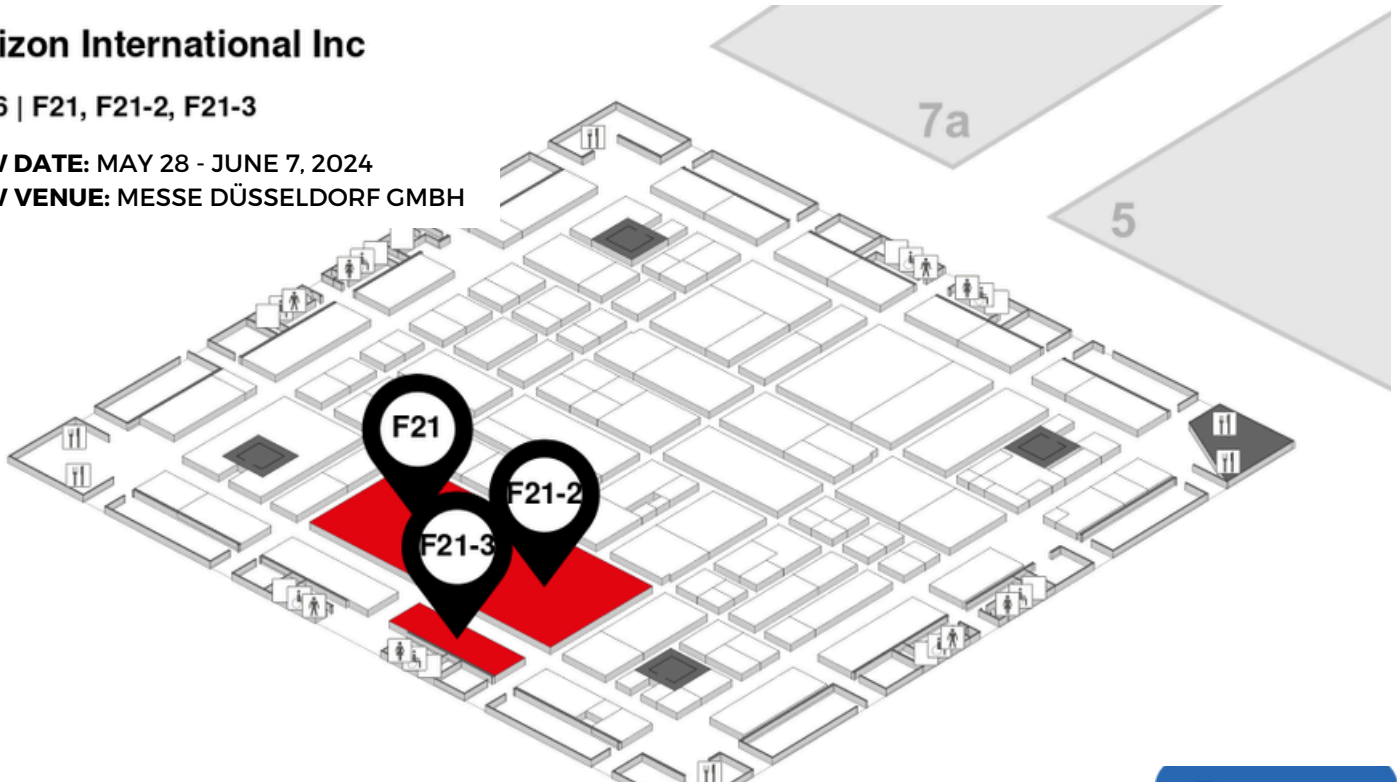 izon International Inc
6 | F21, F21-2, F21-3
DATE: MAY 28 - JUNE 7, 2024
VENUE: MESSE DÜSSELDORF GMBH
7a
5
F21
F21-2
F21-3